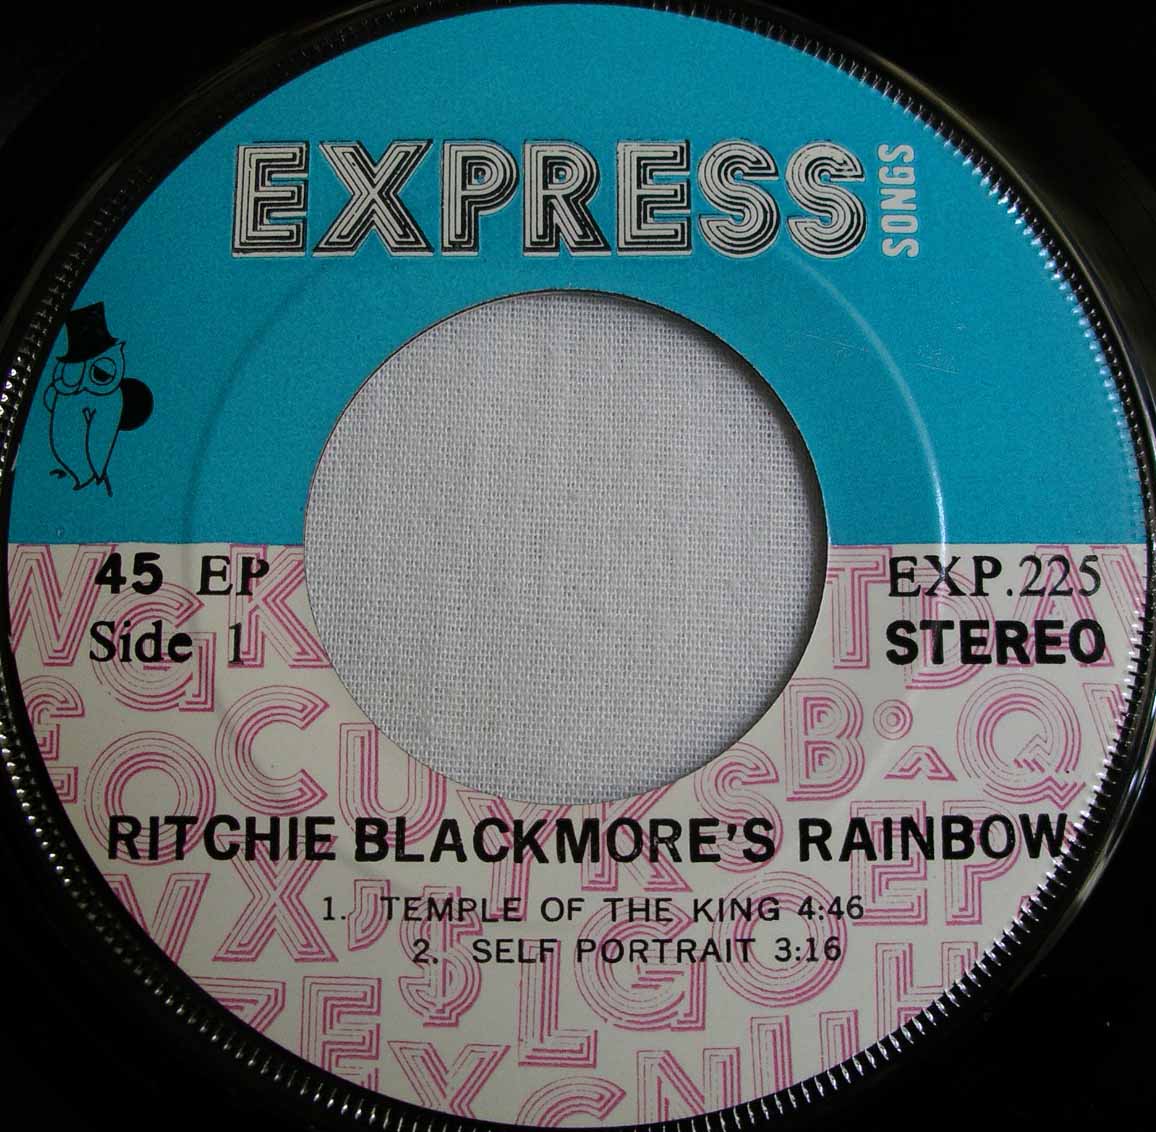 EXPRESS SONGS
45 EP
Side 1
EXP.225
STEREO
RITCHIE BLACKMORE'S RAINBOW
1. TEMPLE OF THE KING 4:46
2. SELF PORTRAIT 3:16